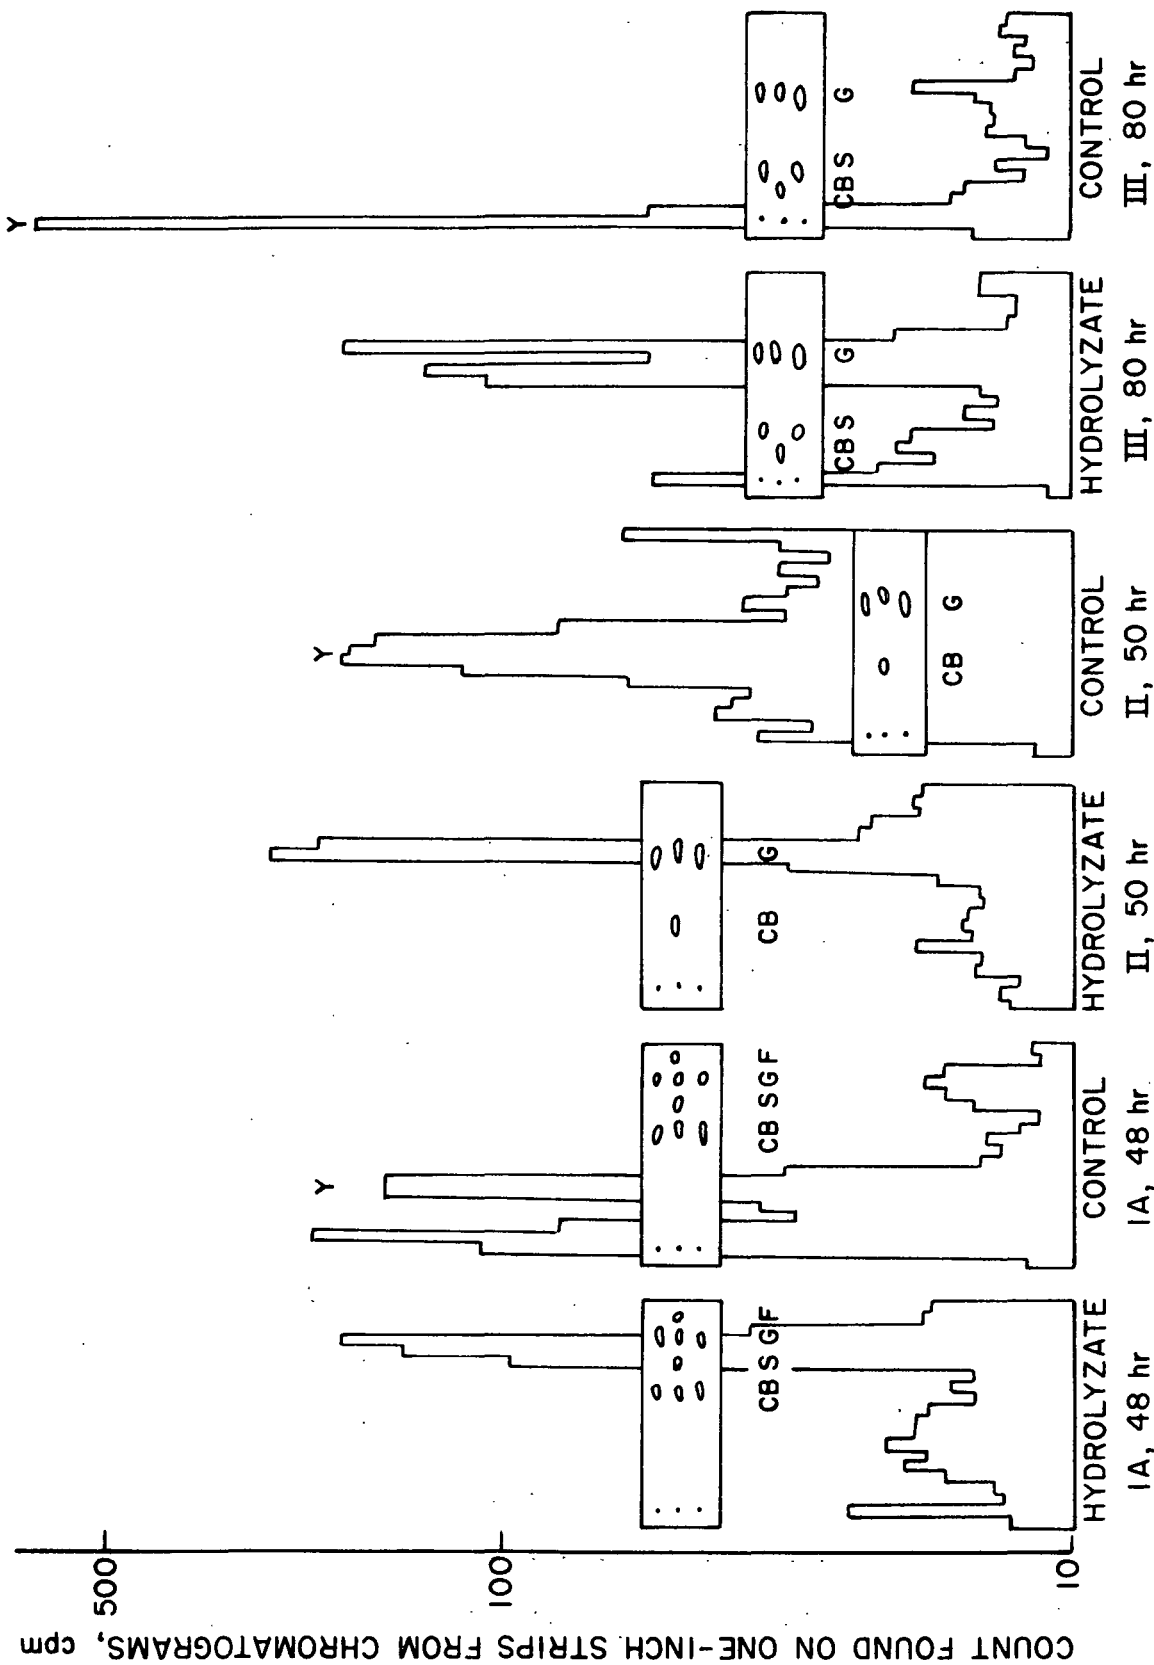 COUNT FOUND ON ONE-INCH STRIPS FROM CHROMATOGRAMS, cpm
500
100
10
CB S G F
HYDROLYZATE
IA, 48 hr
Y
CB S G F
CONTROL
IA, 48 hr
CB G
HYDROLYZATE
II, 50 hr
Y
CB G
CONTROL
II, 50 hr
CB S G
HYDROLYZATE
III, 80 hr
Y
CB S G
CONTROL
III, 80 hr